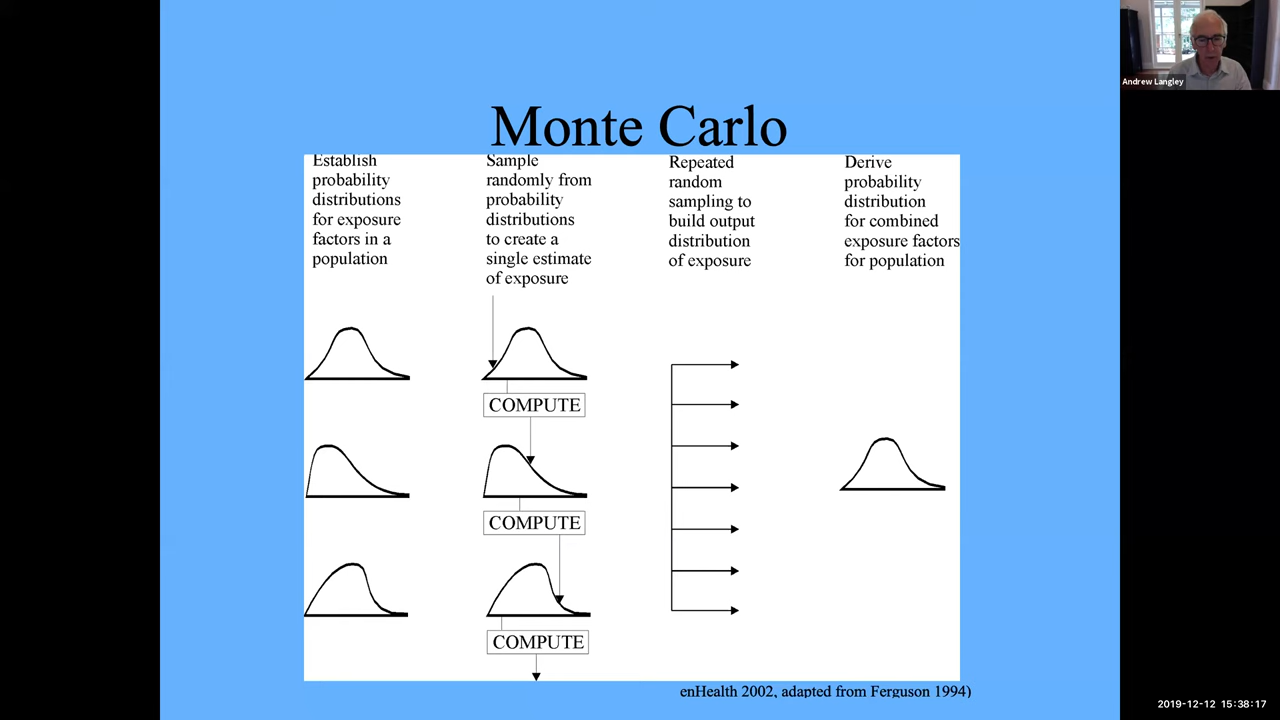 Monte Carlo
Establish
probability
distributions
for exposure
factors in a
population
Sample
randomly from
probability
distributions
to create a
single estimate
of exposure
Repeated
random
sampling to
build output
distribution
of exposure
Derive
probability
distribution
for combined
exposure factors
for population
COMPUTE
COMPUTE
COMPUTE
enHealth 2002, adapted from Ferguson 1994)
Andrew Langley
2019-12-12 15:38:17